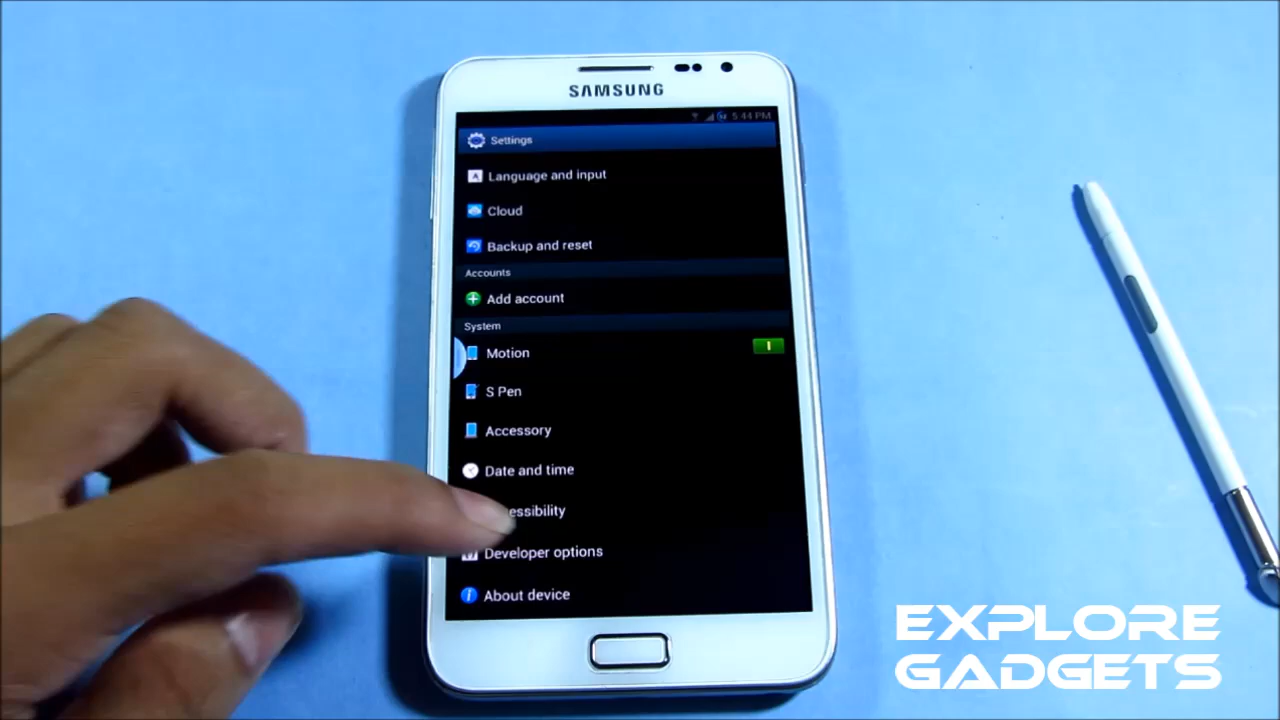 SAMSUNG
5:44 PM
Settings
Language and input
Cloud
Backup and reset
Accounts
Add account
System
Motion
S Pen
Accessory
Date and time
essibility
Developer options
About device
EXPLORE
GADGETS